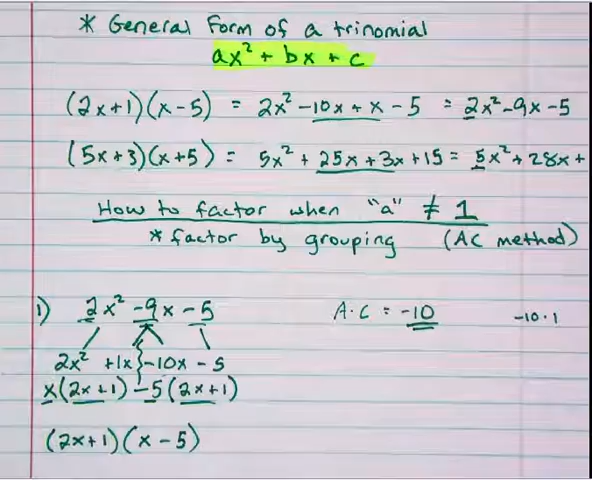 * General Form of a trinomial
ax² + bx + c
(2x+1)(x-5) = 2x² -10x + x - 5 = 2x² -9x -5
(5x+3)(x+5) = 5x² + 25x + 3x +15 = 5x² + 28x +
How to factor when "a" ≠ 1
* factor by grouping (AC method)
1) 2x² -9x -5 A·C = -10 -10·1
2x² +1x } -10x - 5
x(2x+1) -5(2x+1)
(2x+1)(x-5)